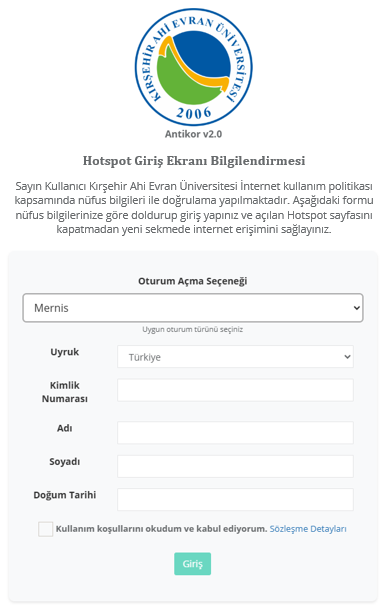 KIRŞEHİR AHİ EVRAN ÜNİVERSİTESİ
2006
Antikor v2.0
Hotspot Giriş Ekranı Bilgilendirmesi
Sayın Kullanıcı Kırşehir Ahi Evran Üniversitesi İnternet kullanım politikası
kapsamında nüfus bilgileri ile doğrulama yapılmaktadır. Aşağıdaki formu
nüfus bilgilerinize göre doldurup giriş yapınız ve açılan Hotspot sayfasını
kapatmadan yeni sekmede internet erişimini sağlayınız.
Oturum Açma Seçeneği
Mernis
Uygun oturum türünü seçiniz
Uyruk
Türkiye
Kimlik
Numarası
Adı
Soyadı
Doğum Tarihi
Kullanım koşullarını okudum ve kabul ediyorum. Sözleşme Detayları
Giriş